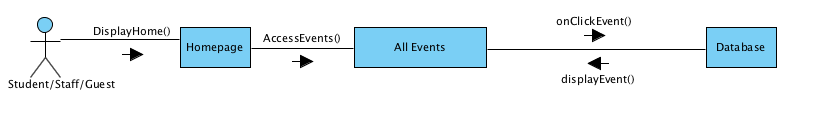 DisplayHome()
Student/Staff/Guest
Homepage
AccessEvents()
All Events
onClickEvent()
displayEvent()
Database